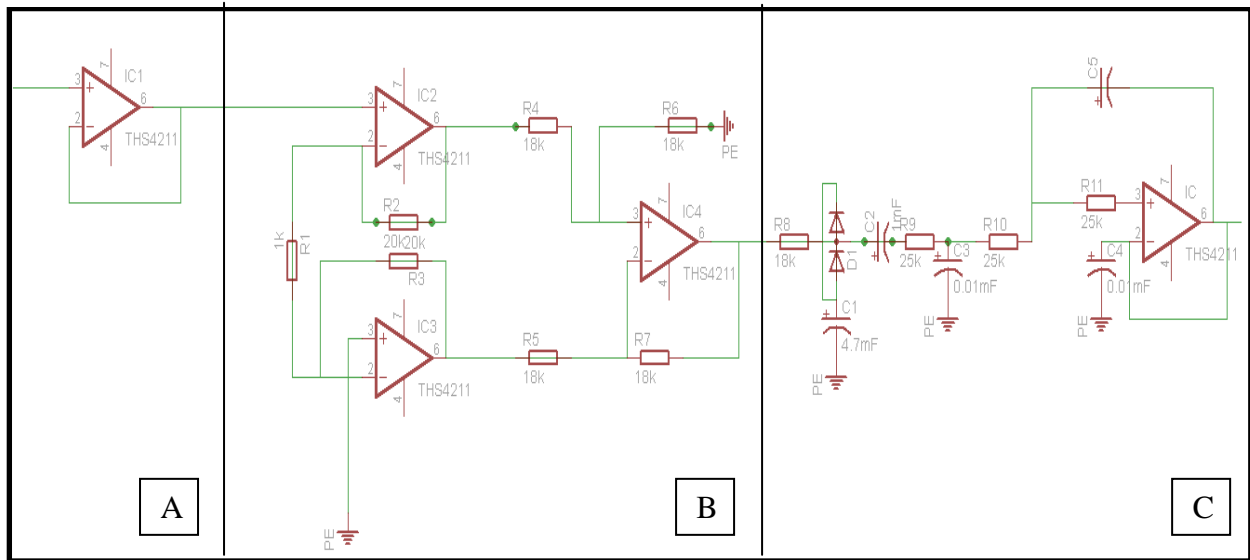 7
IC1
3
+
6
2
-
4
THS4211
A
7
IC2
3
+
6
2
-
4
THS4211
R4
18k
R6
18k
PE
R2
20k20k
R3
1k
R1
7
IC4
3
+
6
2
-
4
THS4211
7
IC3
3
+
6
2
-
4
THS4211
R5
18k
R7
18k
PE
B
R8
18k
D1
C1
4.7mF
PE
C2
1mF
R9
25k
C3
0.01mF
PE
R10
25k
C5
R11
25k
7
IC
3
+
6
2
-
4
THS4211
C4
0.01mF
PE
C